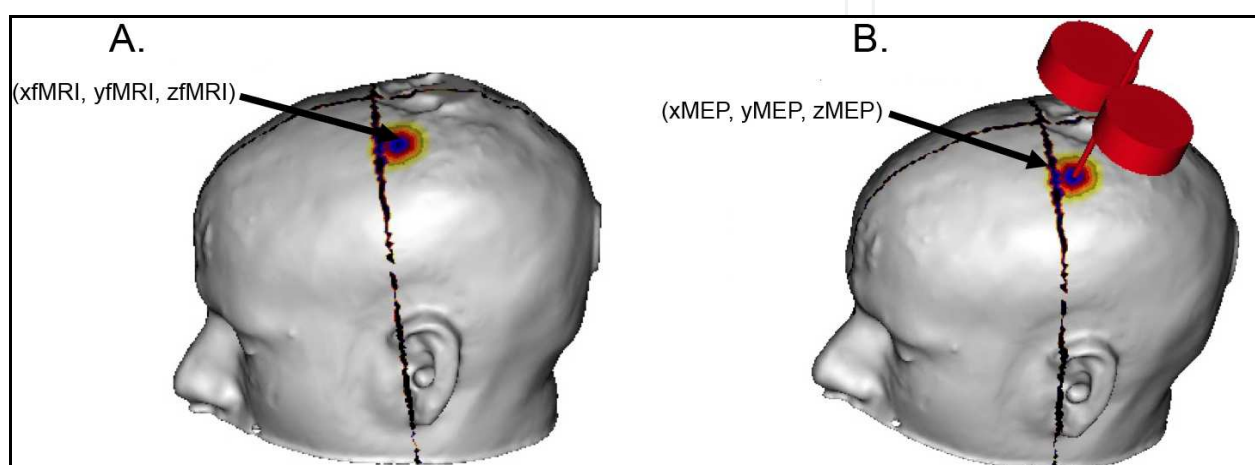 A.
B.
(xfMRI, yfMRI, zfMRI)
(xMEP, yMEP, zMEP)